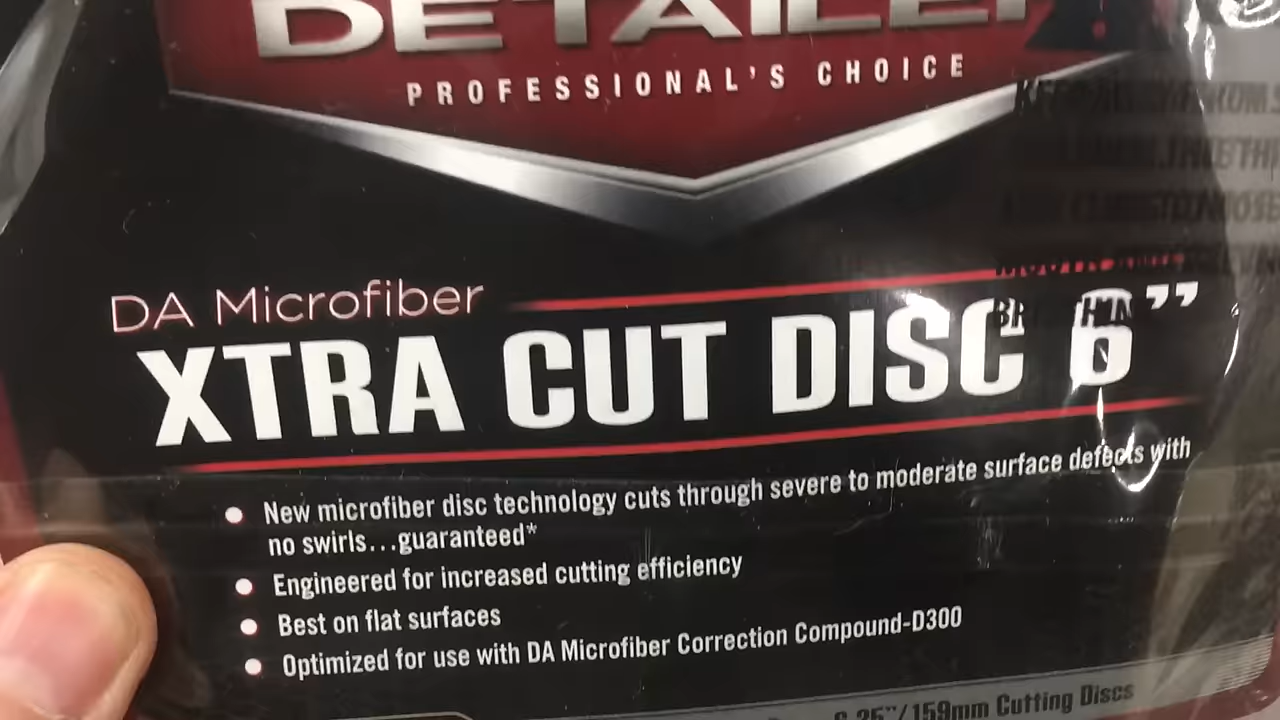 DETAILER
PROFESSIONAL'S CHOICE
DA Microfiber
XTRA CUT DISC 6”
• New microfiber disc technology cuts through severe to moderate surface defects with
no swirls...guaranteed*
• Engineered for increased cutting efficiency
• Best on flat surfaces
• Optimized for use with DA Microfiber Correction Compound-D300
6.25"/159mm Cutting Discs